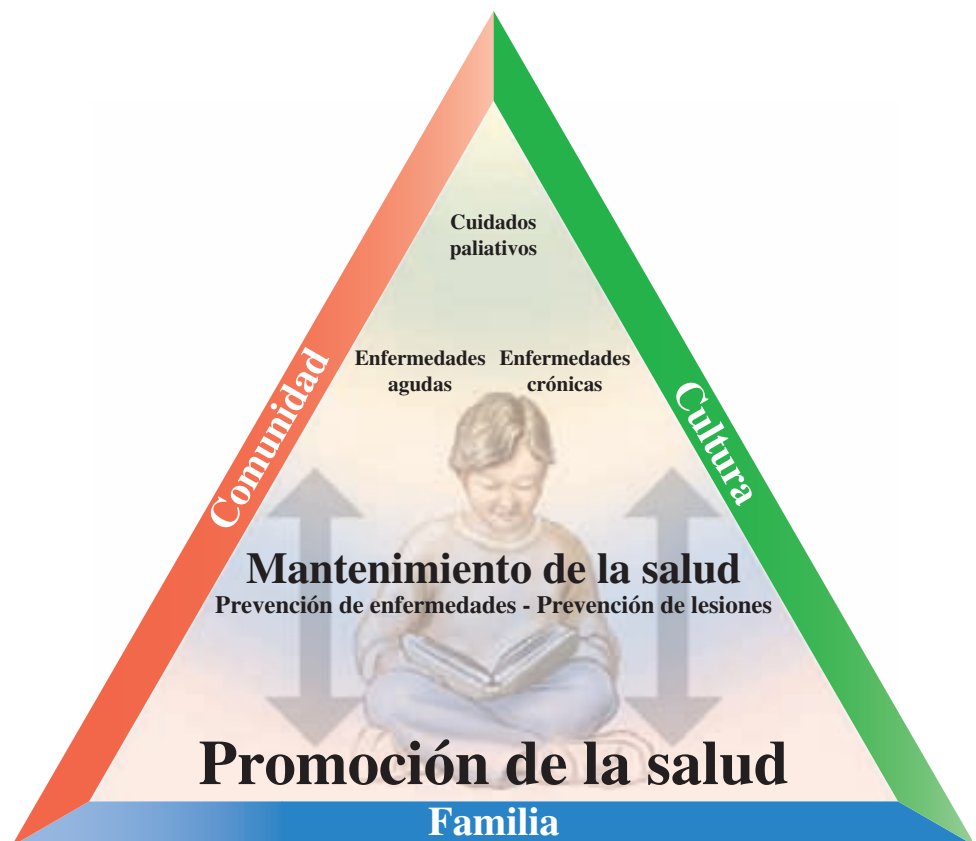 Cuidados
paliativos
Enfermedades
agudas
Enfermedades
crónicas
Comunidad
Cultura
Mantenimiento de la salud
Prevención de enfermedades - Prevención de lesiones
Promoción de la salud
Familia